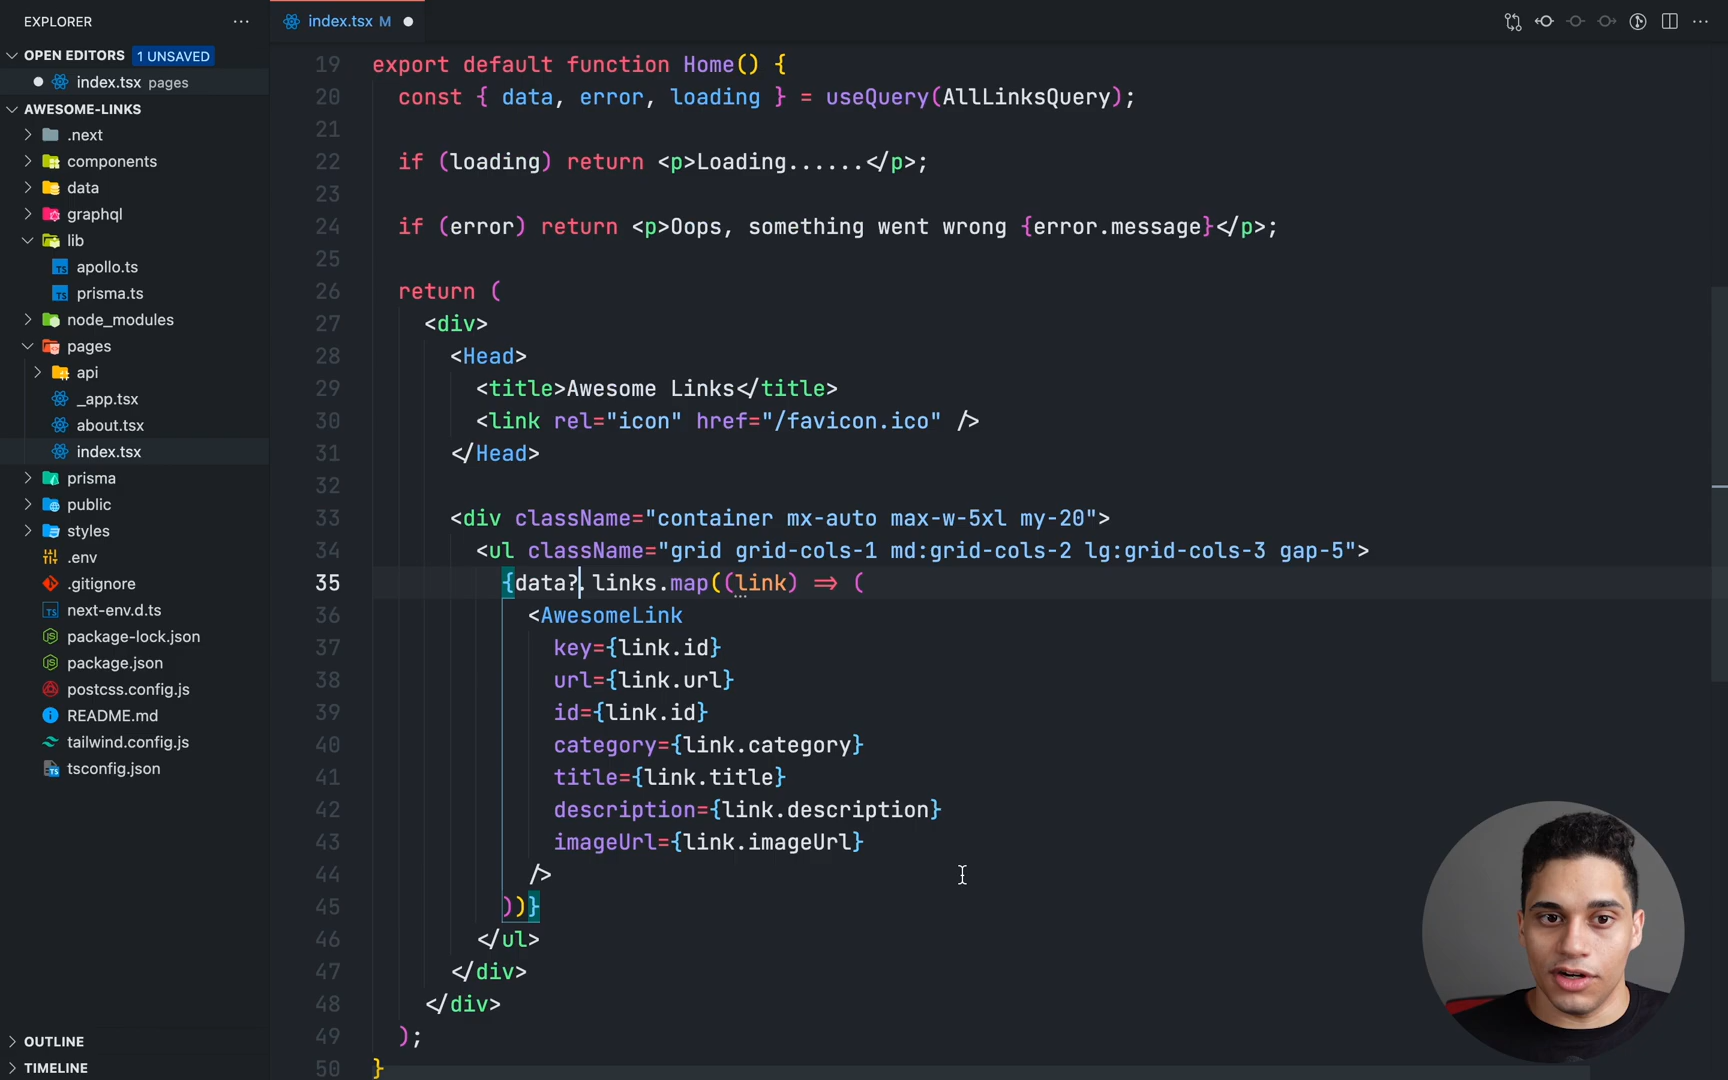 EXPLORER
OPEN EDITORS 1 UNSAVED
index.tsx pages
AWESOME-LINKS
.next
components
data
graphql
lib
apollo.ts
prisma.ts
node_modules
pages
api
_app.tsx
about.tsx
index.tsx
prisma
public
styles
.env
.gitignore
next-env.d.ts
package-lock.json
package.json
postcss.config.js
README.md
tailwind.config.js
tsconfig.json
OUTLINE
TIMELINE
index.tsx M
19 export default function Home() {
20 const { data, error, loading } = useQuery(AllLinksQuery);
21
22 if (loading) return <p>Loading......</p>;
23
24 if (error) return <p>Oops, something went wrong {error.message}</p>;
25
26 return (
27 <div>
28 <Head>
29 <title>Awesome Links</title>
30 <link rel="icon" href="/favicon.ico" />
31 </Head>
32
33 <div className="container mx-auto max-w-5xl my-20">
34 <ul className="grid grid-cols-1 md:grid-cols-2 lg:grid-cols-3 gap-5">
35 {data?.links.map((link) => (
36 <AwesomeLink
37 key={link.id}
38 url={link.url}
39 id={link.id}
40 category={link.category}
41 title={link.title}
42 description={link.description}
43 imageUrl={link.imageUrl}
44 />
45 ))}
46 </ul>
47 </div>
48 </div>
49 );
50 }